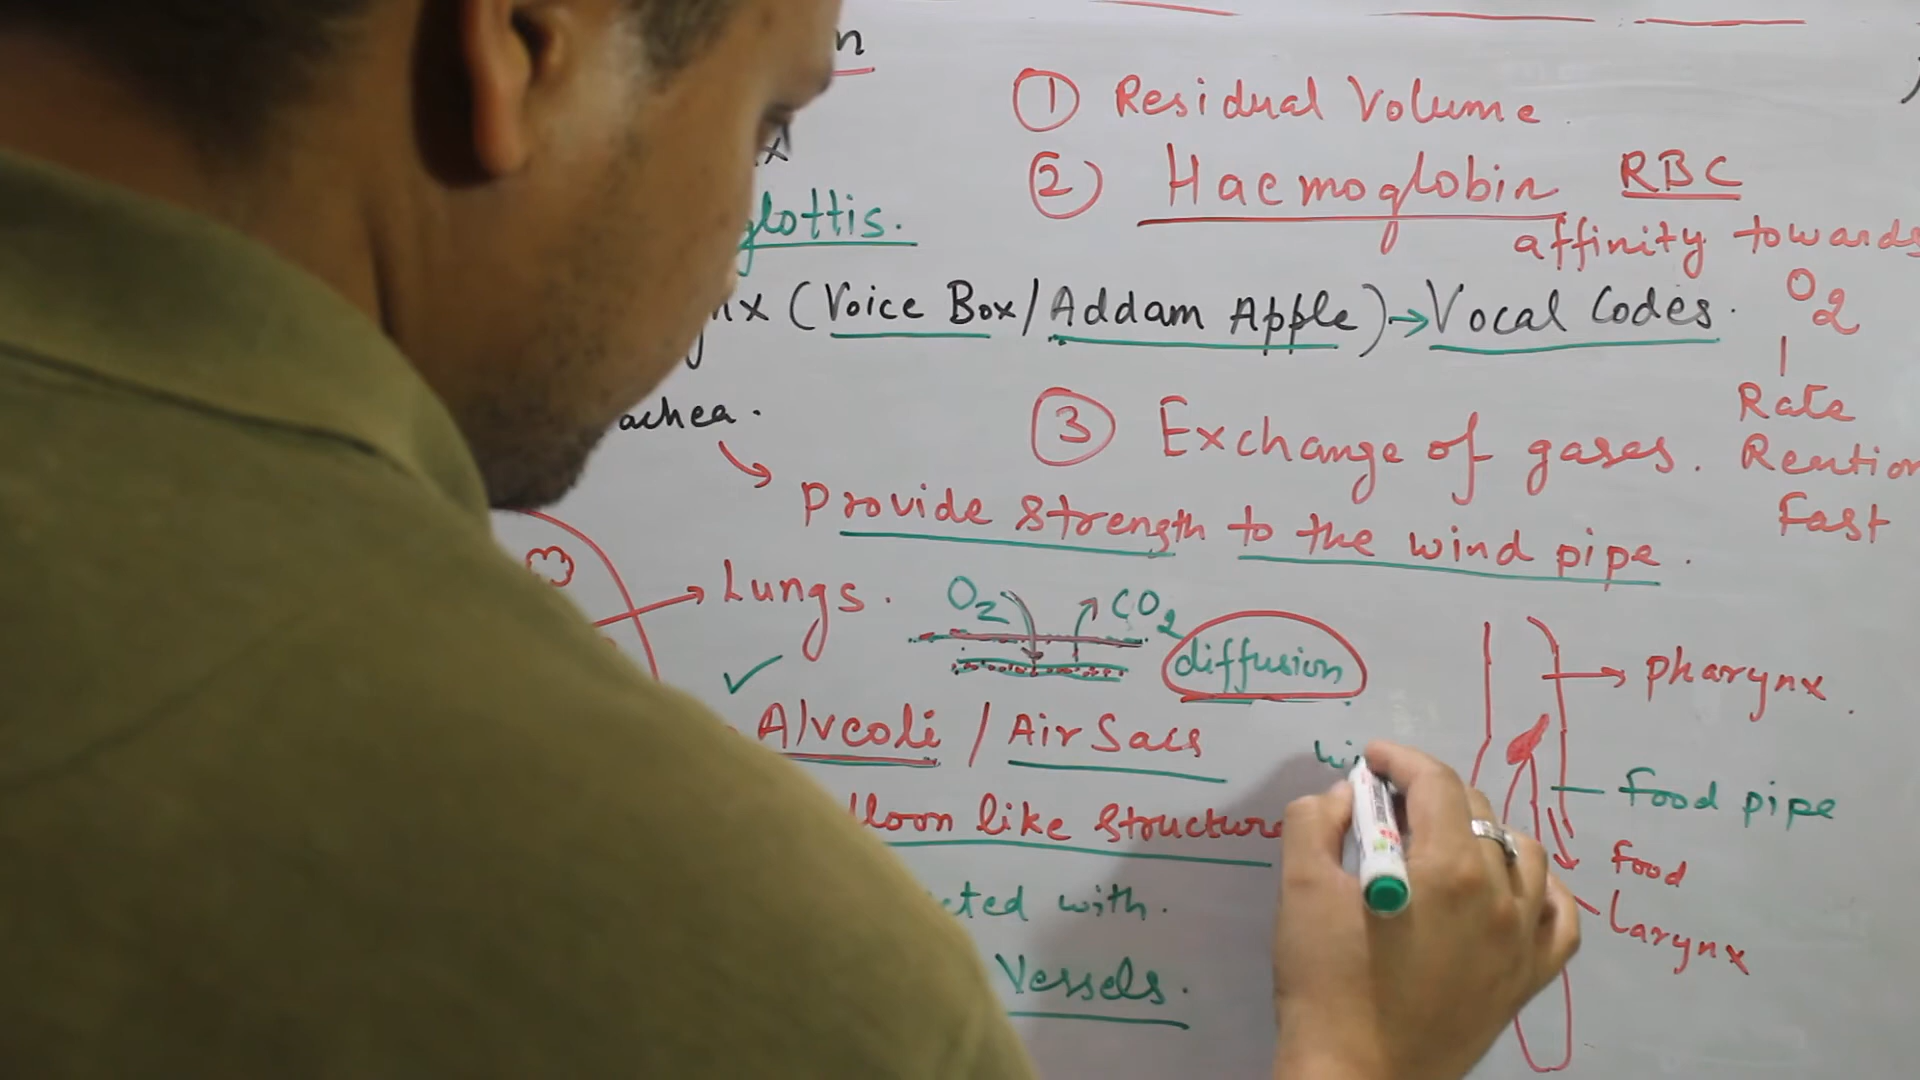 n
① Residual Volume.
② Haemoglobin RBC
affinity towards
O2
x
glottis.
nx (Voice Box/Addam Apple)→Vocal Codes.
Rate
achea.
③ Exchange of gases.
Reution
Fast
Provide strength to the wind pipe.
Lungs.
O2
CO2
diffusion
Pharynx.
Alveoli / Air Sacs
wi
Food pipe
lloon like structure
Food
cted with.
Larynx
Vessels.